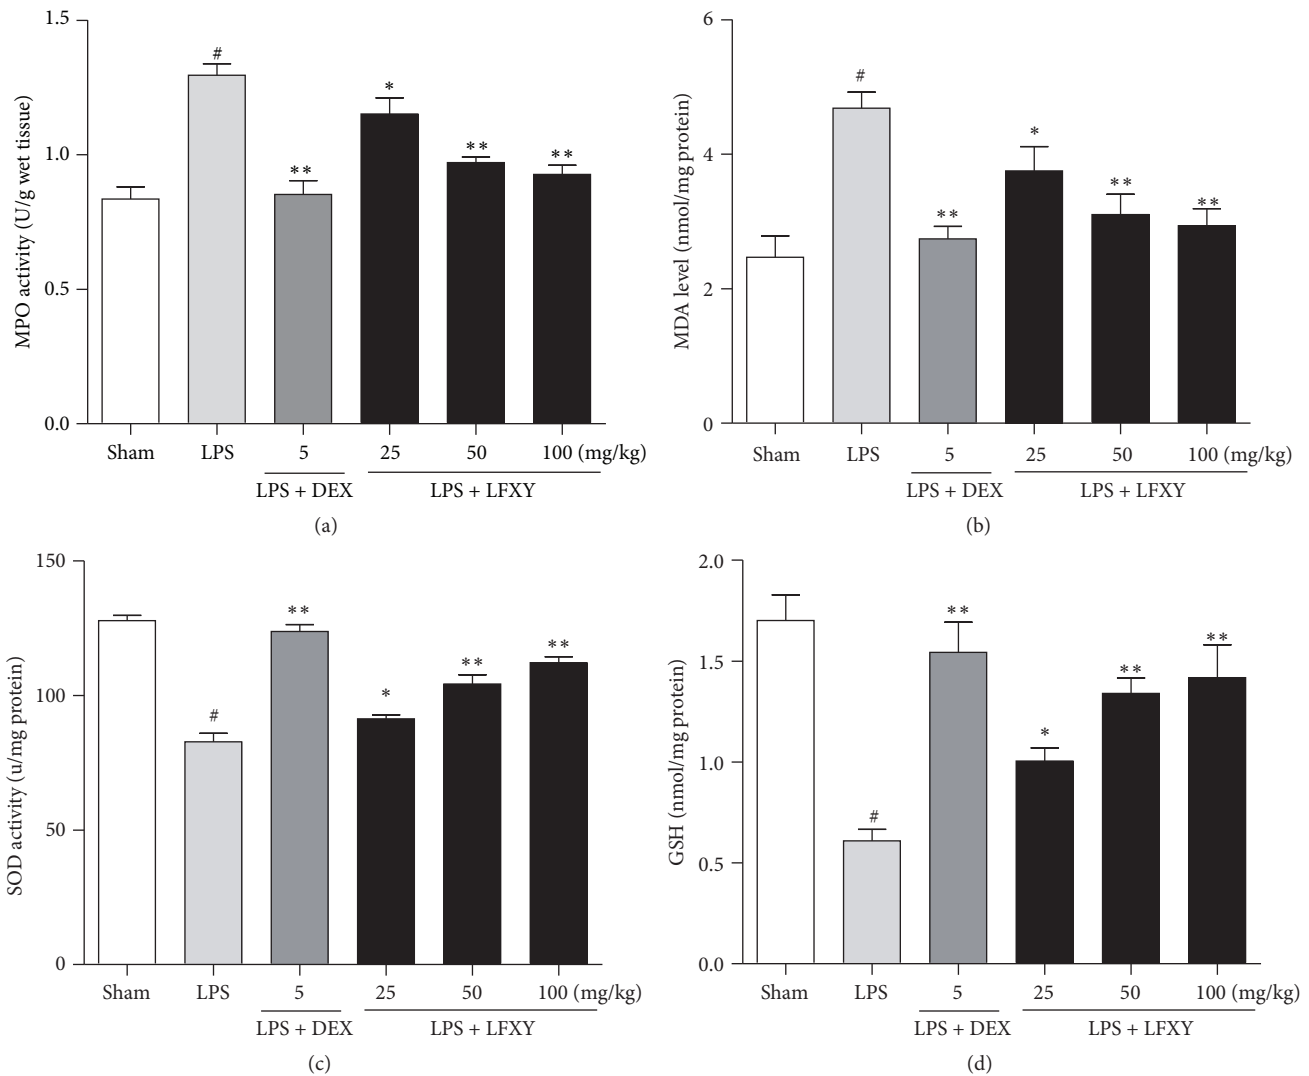 MPO activity (U/g wet tissue)
1.5
1.0
0.5
0.0
#
**
*
**
**
Sham LPS 5 25 50 100 (mg/kg)
LPS + DEX LPS + LFXY
(a)
MDA level (nmol/mg protein)
6
4
2
0
#
**
*
**
**
Sham LPS 5 25 50 100 (mg/kg)
LPS + DEX LPS + LFXY
(b)
SOD activity (u/mg protein)
150
100
50
0
#
**
*
**
**
Sham LPS 5 25 50 100 (mg/kg)
LPS + DEX LPS + LFXY
(c)
GSH (nmol/mg protein)
2.0
1.5
1.0
0.5
0.0
#
**
*
**
**
Sham LPS 5 25 50 100 (mg/kg)
LPS + DEX LPS + LFXY
(d)